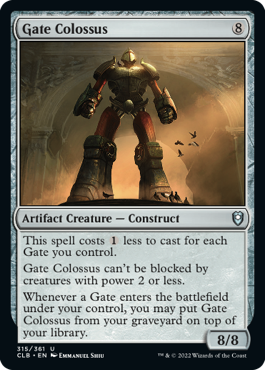 Gate Colossus 8
Artifact Creature — Construct
This spell costs 1 less to cast for each
Gate you control.
Gate Colossus can't be blocked by
creatures with power 2 or less.
Whenever a Gate enters the battlefield
under your control, you may put Gate
Colossus from your graveyard on top of
your library.
8/8
315/361 U
CLB • EN EMMANUEL SHIU
™ & © 2022 Wizards of the Coast